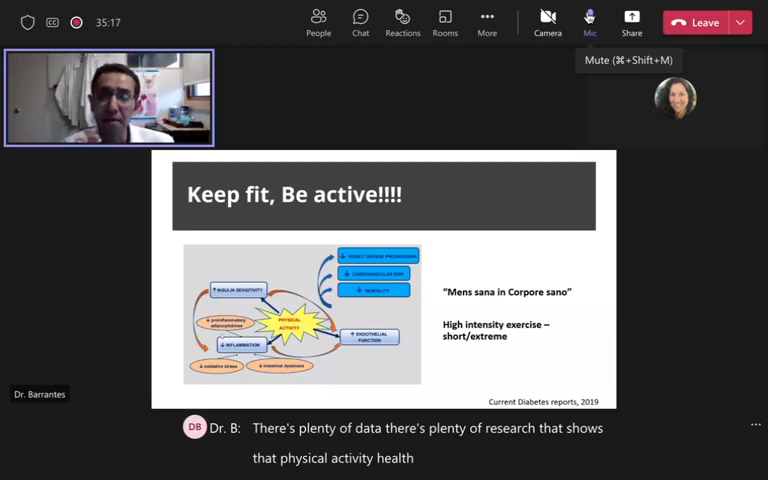 35:17
People
Chat
Reactions
Rooms
More
Camera
Mic
Share
Leave
Mute (⌘+Shift+M)
Keep fit, Be active!!!!
↓ KIDNEY DISEASE PROGRESSION
↓ CARDIOVASCULAR RISK
↓ MORTALITY
↑ INSULIN SENSITIVITY
↓ proinflammatory
adipocytokines
PHYSICAL
ACTIVITY
↑ ENDOTHELIAL
FUNCTION
↓ INFLAMMATION
↓ oxidative stress
↓ intestinal dysbiosis
“Mens sana in Corpore sano”
High intensity exercise –
short/extreme
Current Diabetes reports, 2019
Dr. Barrantes
DB Dr. B: There's plenty of data there's plenty of research that shows
that physical activity health